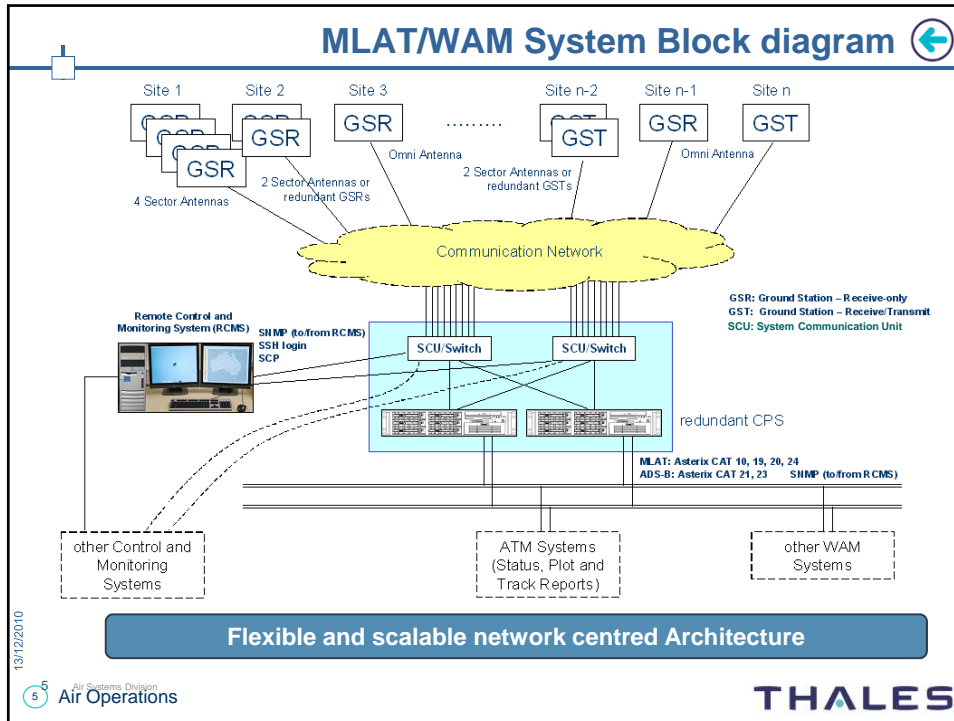 MLAT/WAM System Block diagram
Site 1
Site 2
Site 3
Site n-2
Site n-1
Site n
GSR
GSR
GSR
GSR
GSR
GSR
GSR
.........
GST
GST
GSR
GST
Omni Antenna
Omni Antenna
2 Sector Antennas or
redundant GSRs
2 Sector Antennas or
redundant GSTs
4 Sector Antennas
Communication Network
GSR: Ground Station – Receive-only
GST: Ground Station – Receive/Transmit
SCU: System Communication Unit
Remote Control and
Monitoring System (RCMS)
SNMP (to/from RCMS)
SSH login
SCP
SCU/Switch
SCU/Switch
redundant CPS
MLAT: Asterix CAT 10, 19, 20, 24
ADS-B: Asterix CAT 21, 23 SNMP (to/from RCMS)
other Control and
Monitoring
Systems
ATM Systems
(Status, Plot and
Track Reports)
other WAM
Systems
Flexible and scalable network centred Architecture
13/12/2010
5
Air Systems Division
5
Air Operations
THALES